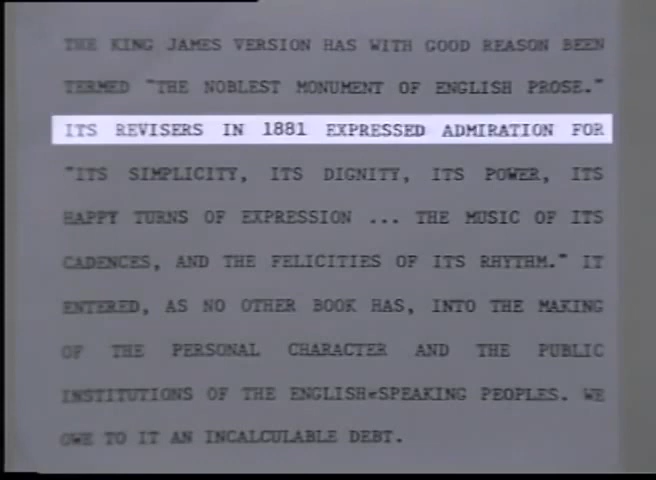 THE KING JAMES VERSION HAS WITH GOOD REASON BEEN
TERMED "THE NOBLEST MONUMENT OF ENGLISH PROSE."
ITS REVISERS IN 1881 EXPRESSED ADMIRATION FOR
"ITS SIMPLICITY, ITS DIGNITY, ITS POWER, ITS
HAPPY TURNS OF EXPRESSION ... THE MUSIC OF ITS
CADENCES, AND THE FELICITIES OF ITS RHYTHM." IT
ENTERED, AS NO OTHER BOOK HAS, INTO THE MAKING
OF THE PERSONAL CHARACTER AND THE PUBLIC
INSTITUTIONS OF THE ENGLISH-SPEAKING PEOPLES. WE
OWE TO IT AN INCALCULABLE DEBT.